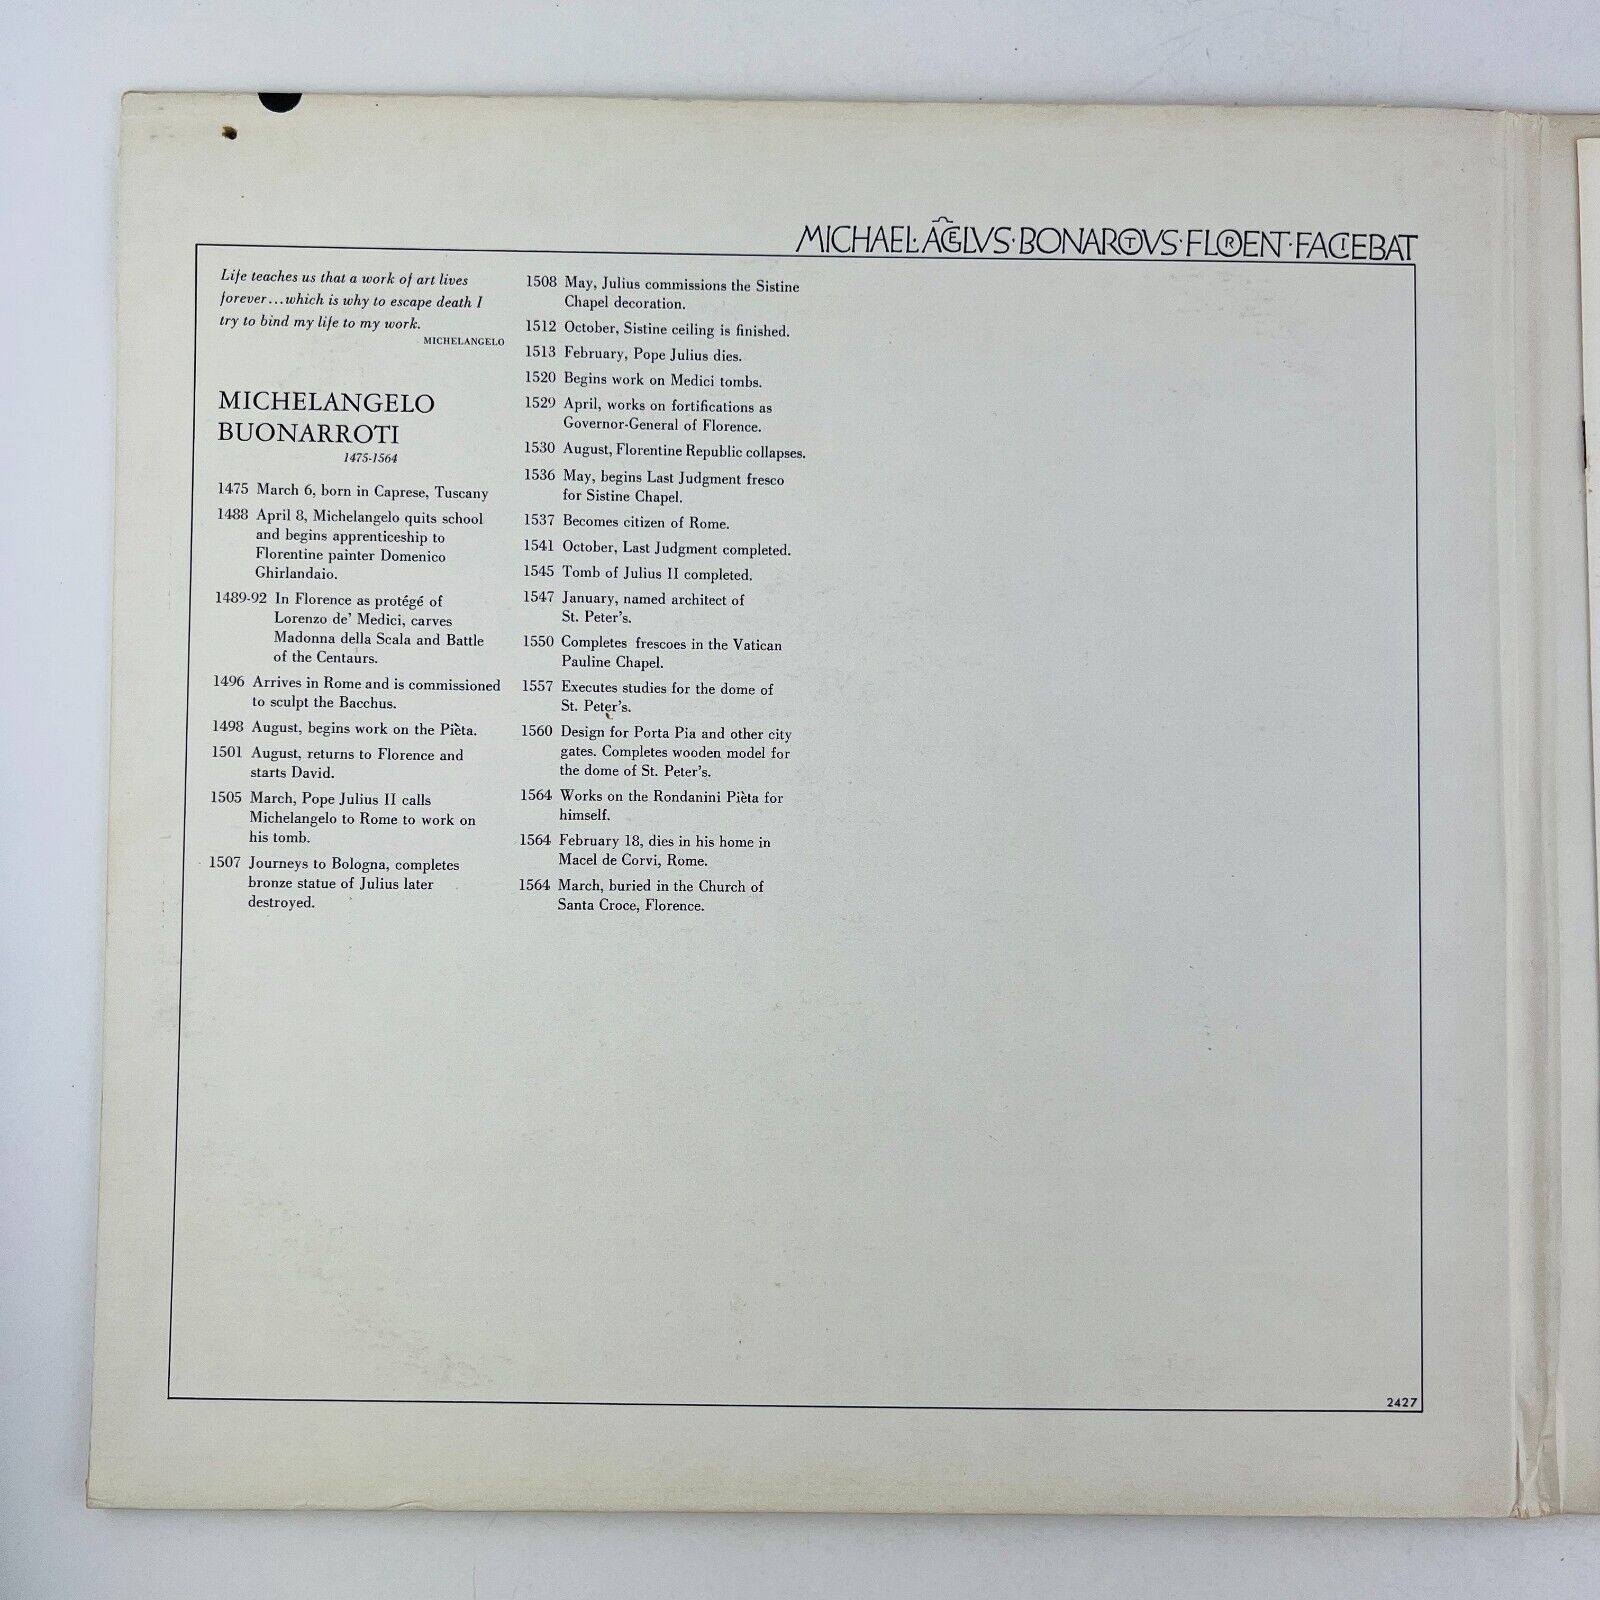 MICHAEL·ÂGELVS·BONAROTVS·FLORENT·FACIEBAT
Life teaches us that a work of art lives
forever...which is why to escape death I
try to bind my life to my work.
MICHELANGELO
MICHELANGELO
BUONARROTI
1475-1564
1475 March 6, born in Caprese, Tuscany
1488 April 8, Michelangelo quits school
and begins apprenticeship to
Florentine painter Domenico
Ghirlandaio.
1489-92 In Florence as protégé of
Lorenzo de' Medici, carves
Madonna della Scala and Battle
of the Centaurs.
1496 Arrives in Rome and is commissioned
to sculpt the Bacchus.
1498 August, begins work on the Pièta.
1501 August, returns to Florence and
starts David.
1505 March, Pope Julius II calls
Michelangelo to Rome to work on
his tomb.
1507 Journeys to Bologna, completes
bronze statue of Julius later
destroyed.
1508 May, Julius commissions the Sistine
Chapel decoration.
1512 October, Sistine ceiling is finished.
1513 February, Pope Julius dies.
1520 Begins work on Medici tombs.
1529 April, works on fortifications as
Governor-General of Florence.
1530 August, Florentine Republic collapses.
1536 May, begins Last Judgment fresco
for Sistine Chapel.
1537 Becomes citizen of Rome.
1541 October, Last Judgment completed.
1545 Tomb of Julius II completed.
1547 January, named architect of
St. Peter's.
1550 Completes frescoes in the Vatican
Pauline Chapel.
1557 Executes studies for the dome of
St. Peter's.
1560 Design for Porta Pia and other city
gates. Completes wooden model for
the dome of St. Peter's.
1564 Works on the Rondanini Pièta for
himself.
1564 February 18, dies in his home in
Macel de Corvi, Rome.
1564 March, buried in the Church of
Santa Croce, Florence.
2427